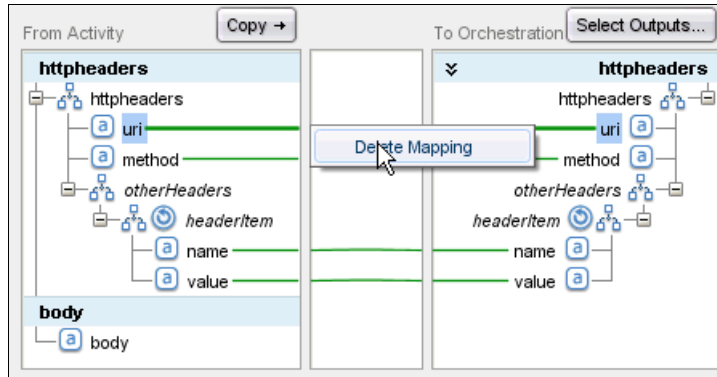 From Activity
Copy →
To Orchestration
Select Outputs...
httpheaders
httpheaders
httpheaders
httpheaders
a uri
uri a
Delete Mapping
a method
method a
otherHeaders
otherHeaders
headerItem
headerItem
a name
name a
a value
value a
body
a body